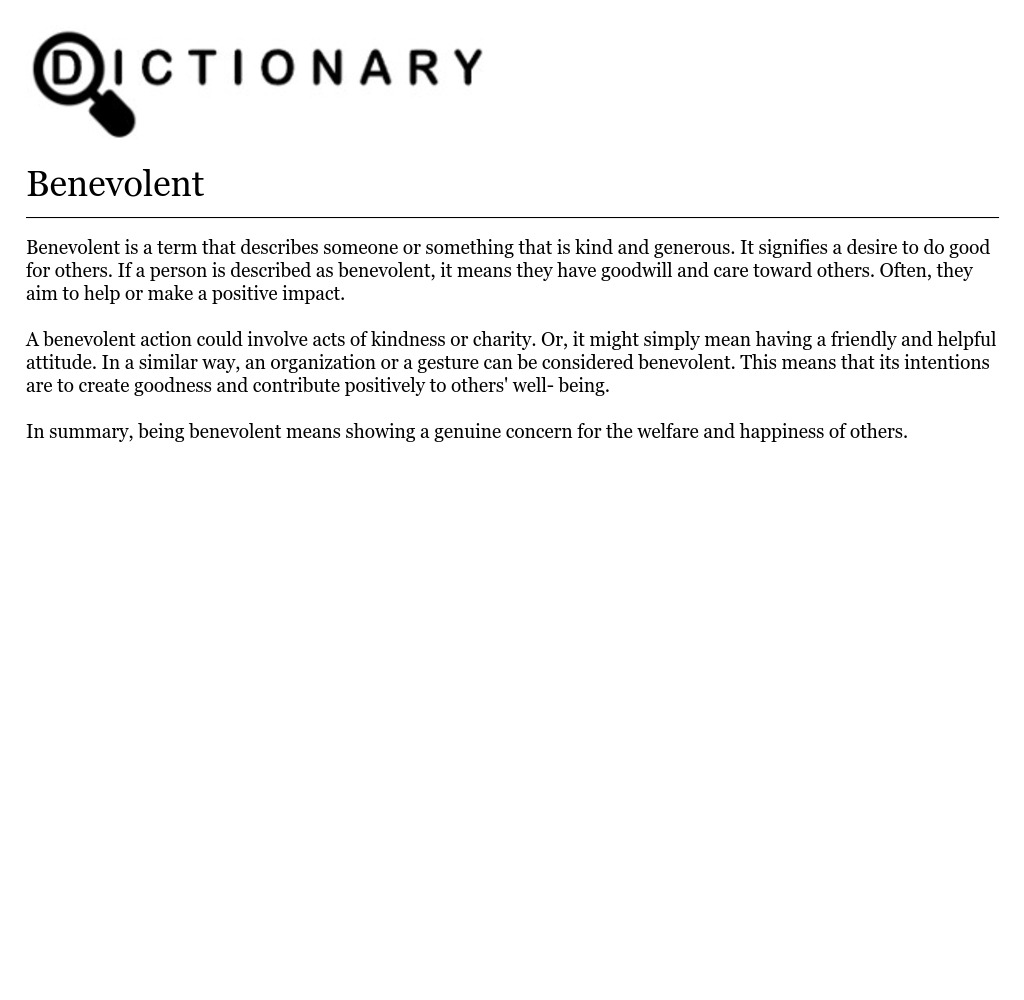 DICTIONARY
Benevolent
Benevolent is a term that describes someone or something that is kind and generous. It signifies a desire to do good
for others. If a person is described as benevolent, it means they have goodwill and care toward others. Often, they
aim to help or make a positive impact.
A benevolent action could involve acts of kindness or charity. Or, it might simply mean having a friendly and helpful
attitude. In a similar way, an organization or a gesture can be considered benevolent. This means that its intentions
are to create goodness and contribute positively to others' well- being.
In summary, being benevolent means showing a genuine concern for the welfare and happiness of others.